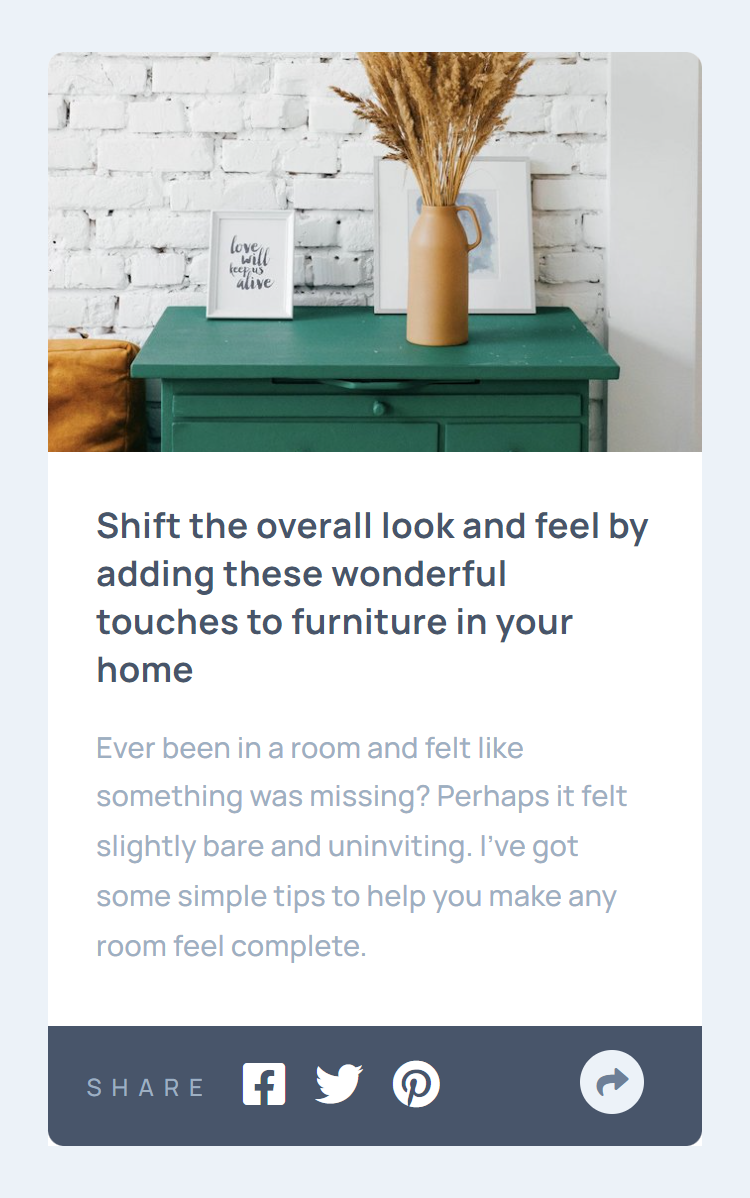 love
will
keep us
alive
Shift the overall look and feel by
adding these wonderful
touches to furniture in your
home
Ever been in a room and felt like
something was missing? Perhaps it felt
slightly bare and uninviting. I’ve got
some simple tips to help you make any
room feel complete.
SHARE